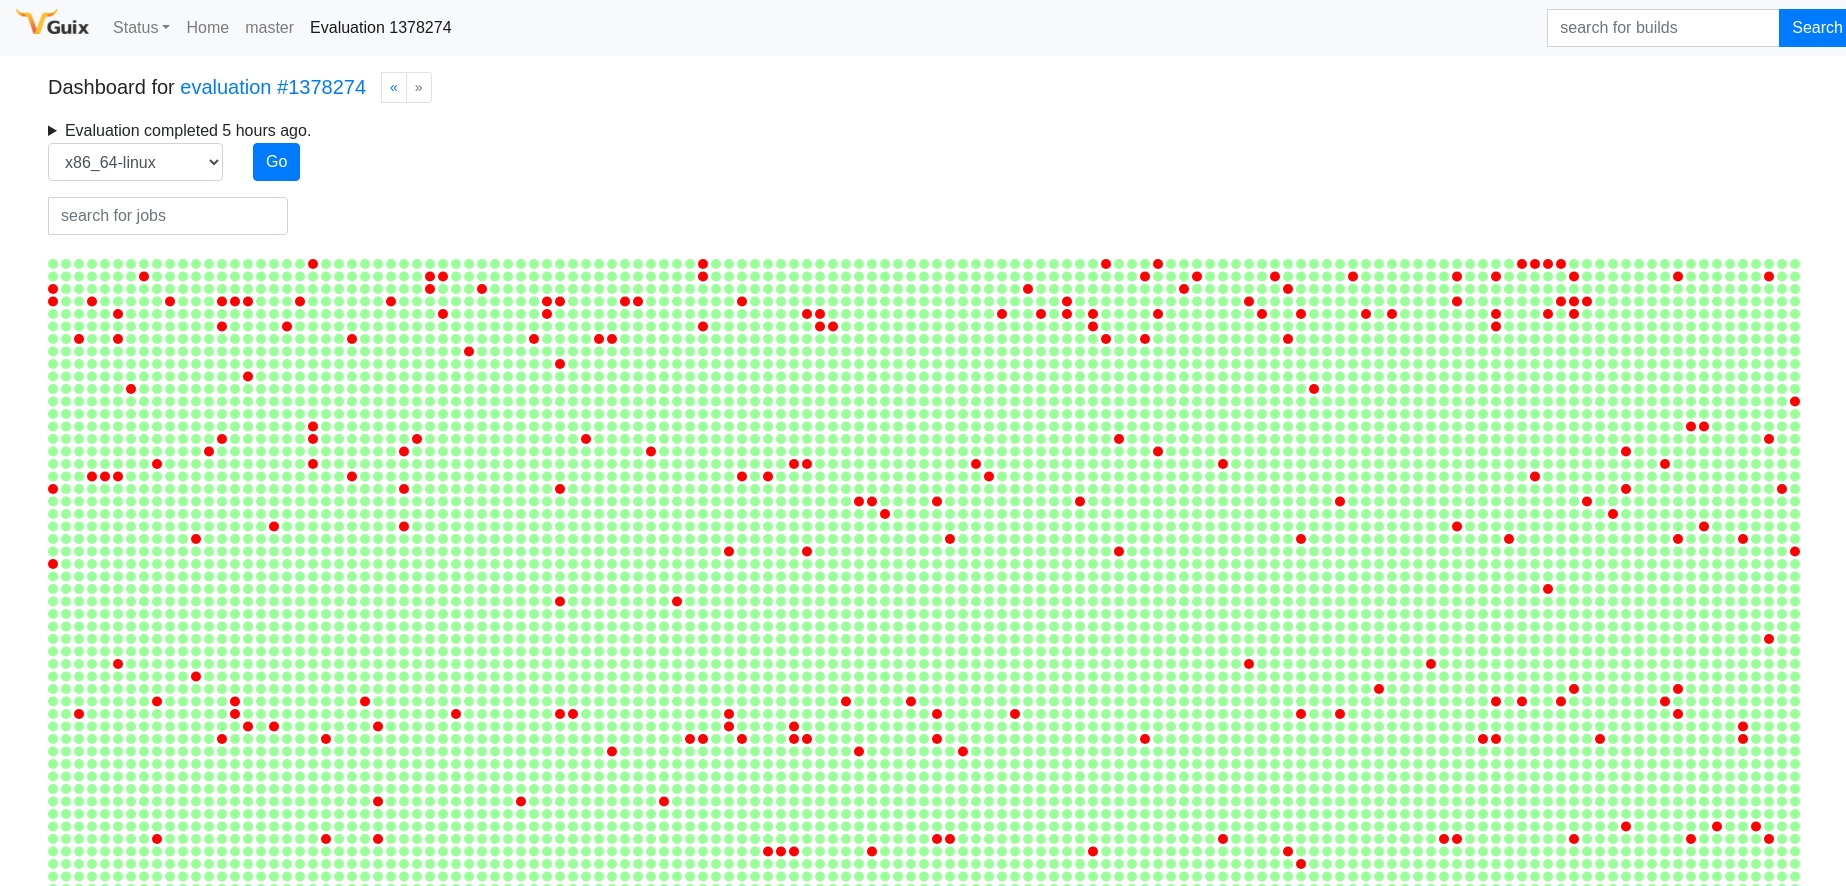 Guix Status Home master Evaluation 1378274 search for builds Search
Dashboard for evaluation #1378274 « »
▶ Evaluation completed 5 hours ago.
x86_64-linux Go
search for jobs